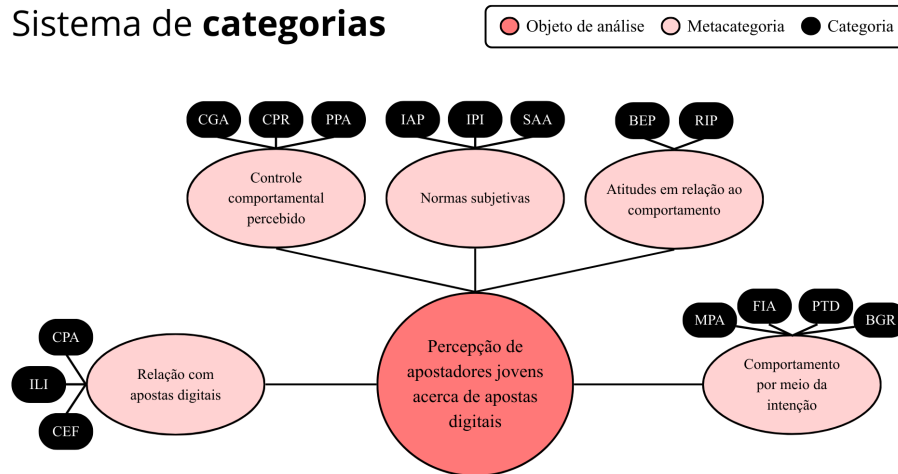 Sistema de categorias
Objeto de análise Metacategoria Categoria
CGA CPR PPA IAP IPI SAA BEP RIP
Controle
comportamental
percebido
Normas subjetivas
Atitudes em relação ao
comportamento
MPA FIA PTD BGR
CPA
ILI
CEF
Relação com
apostas digitais
Percepção de
apostadores jovens
acerca de apostas
digitais
Comportamento
por meio da
intenção